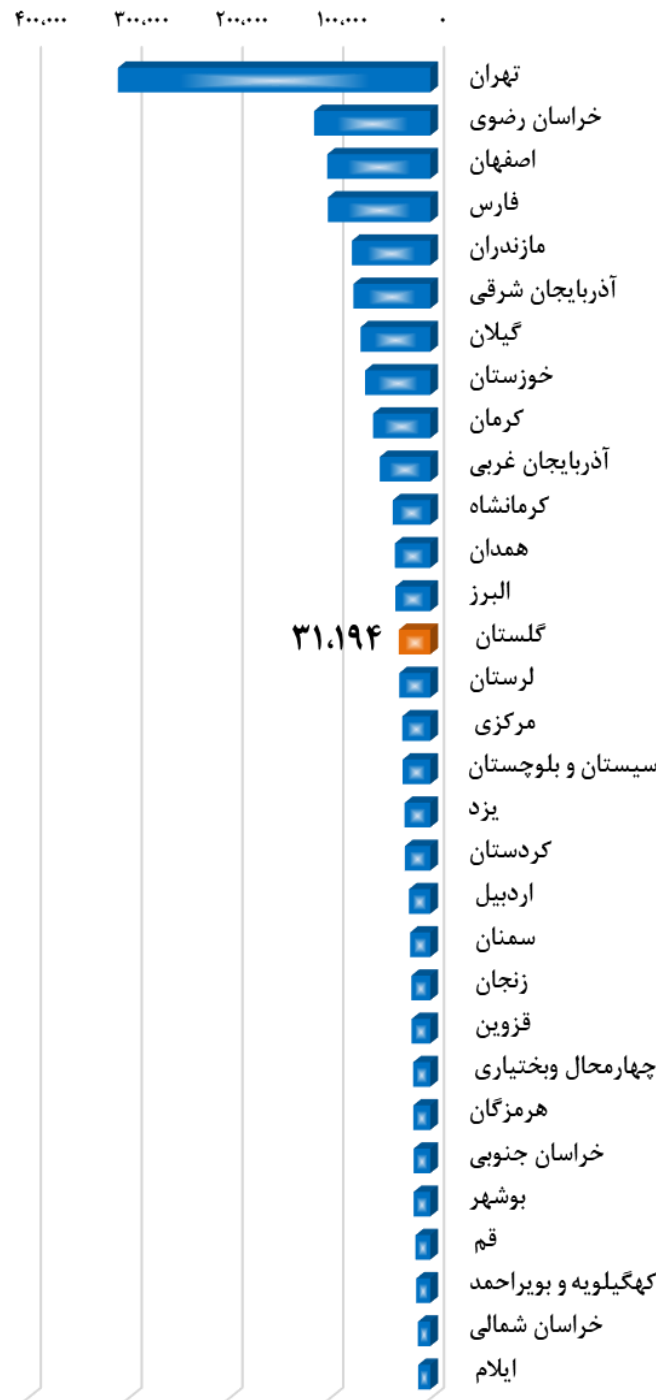 ۴۰۰،۰۰۰ ۳۰۰،۰۰۰ ۲۰۰،۰۰۰ ۱۰۰،۰۰۰ ۰
تهران
خراسان رضوی
اصفهان
فارس
مازندران
آذربایجان شرقی
گیلان
خوزستان
کرمان
آذربایجان غربی
کرمانشاه
همدان
البرز
گلستان ۳۱،۱۹۴
لرستان
مرکزی
سیستان و بلوچستان
یزد
کردستان
اردبیل
سمنان
زنجان
قزوین
چهارمحال وبختیاری
هرمزگان
خراسان جنوبی
بوشهر
قم
کهگیلویه و بویراحمد
خراسان شمالی
ایلام